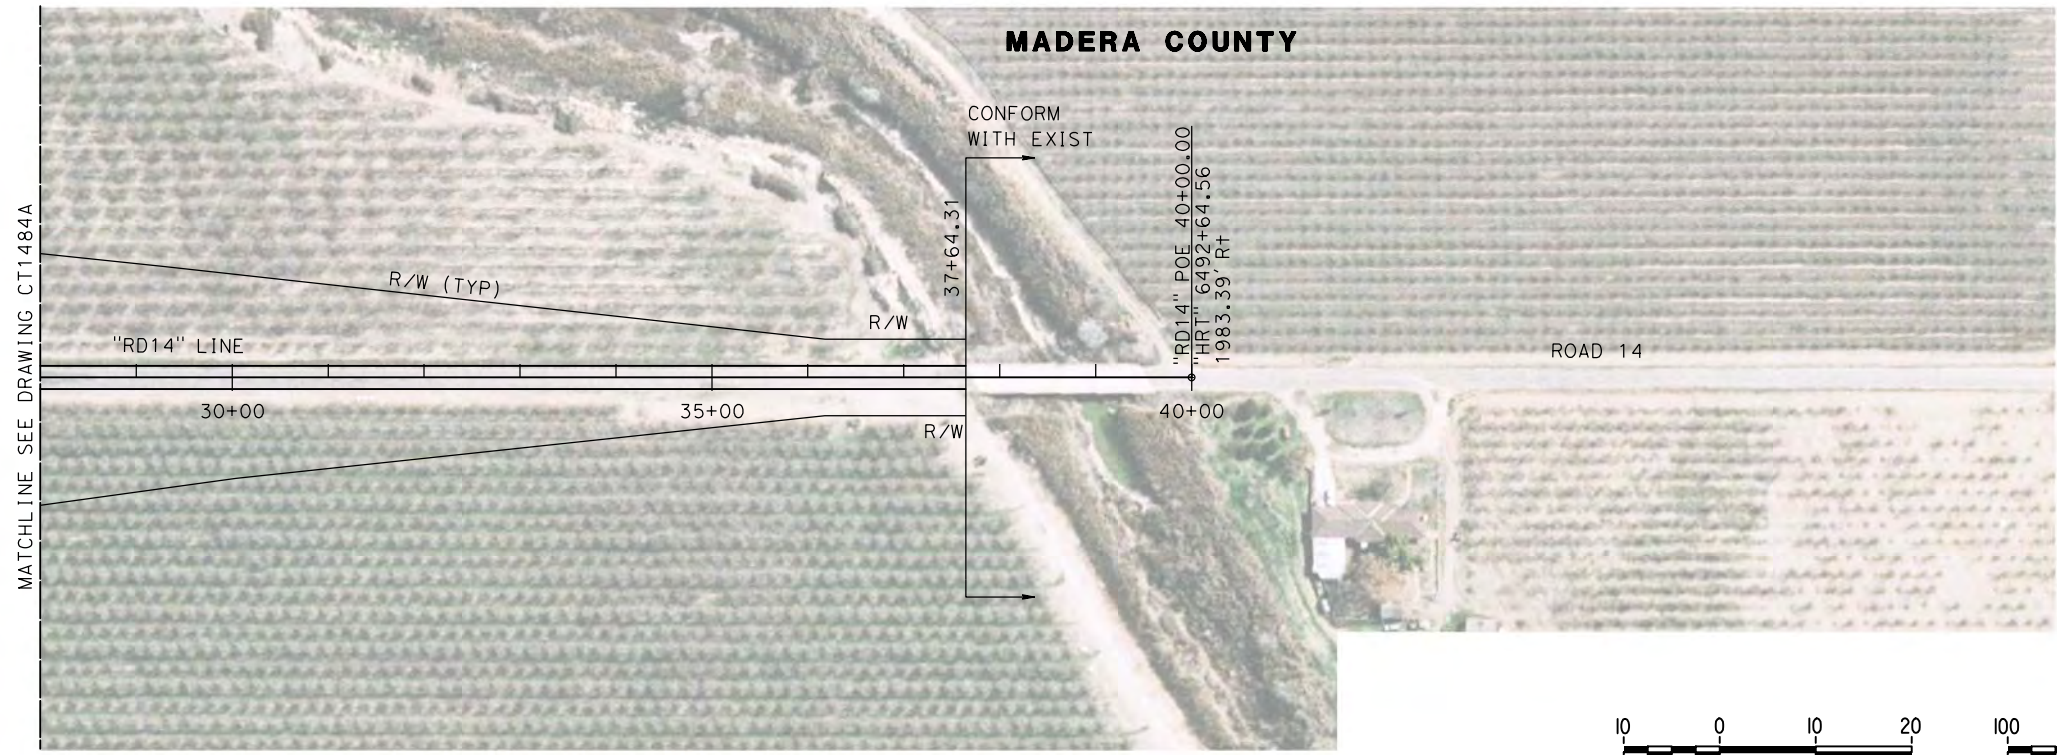 MADERA COUNTY
CONFORM
WITH EXIST
MATCHLINE SEE DRAWING CT1484A
37+64.31
"RD14" POE 40+00.00
"HRT" 6492+64.56
1983.39' Rt
R/W (TYP)
R/W
"RD14" LINE
ROAD 14
30+00
35+00
40+00
R/W
10 0 10 20 100